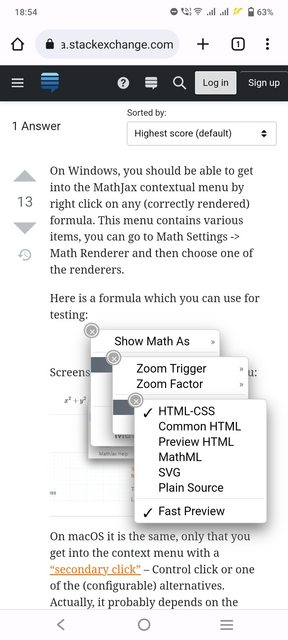 18:54
63%
a.stackexchange.com
1
Log in
Sign up
Sorted by:
1 Answer
Highest score (default)
On Windows, you should be able to get
into the MathJax contextual menu by
right click on any (correctly rendered)
formula. This menu contains various
items, you can go to Math Settings ->
Math Renderer and then choose one of
the renderers.
13
Here is a formula which you can use for
testing:
Show Math As
Screens
u:
Zoom Trigger
Zoom Factor
x² + y²
HTML-CSS
Common HTML
Preview HTML
MathML
SVG
Plain Source
Fast Preview
MathJax Help
On macOS it is the same, only that you
get into the context menu with a
“secondary click” – Control click or one
of the (configurable) alternatives.
Actually, it probably depends on the